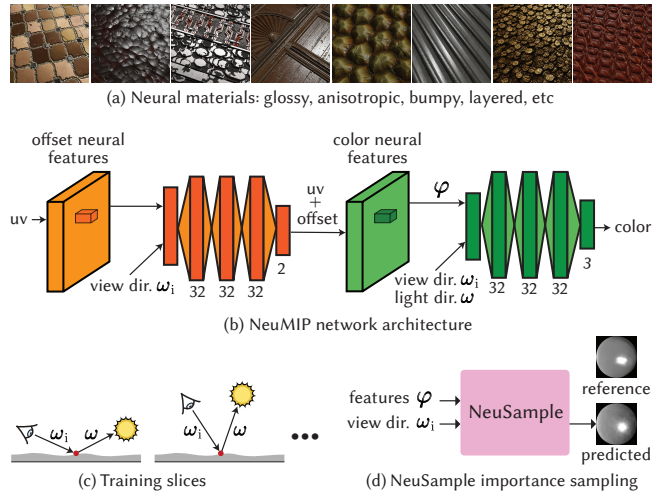 (a) Neural materials: glossy, anisotropic, bumpy, layered, etc
offset neural
features
color neural
features
uv
+
offset
φ
uv
color
view dir. ωi
2
view dir. ωi
light dir. ω
3
32 32 32
32 32 32
(b) NeuMIP network architecture
ωi ω
ωi ω
(c) Training slices
features φ
view dir. ωi
NeuSample
reference
predicted
(d) NeuSample importance sampling